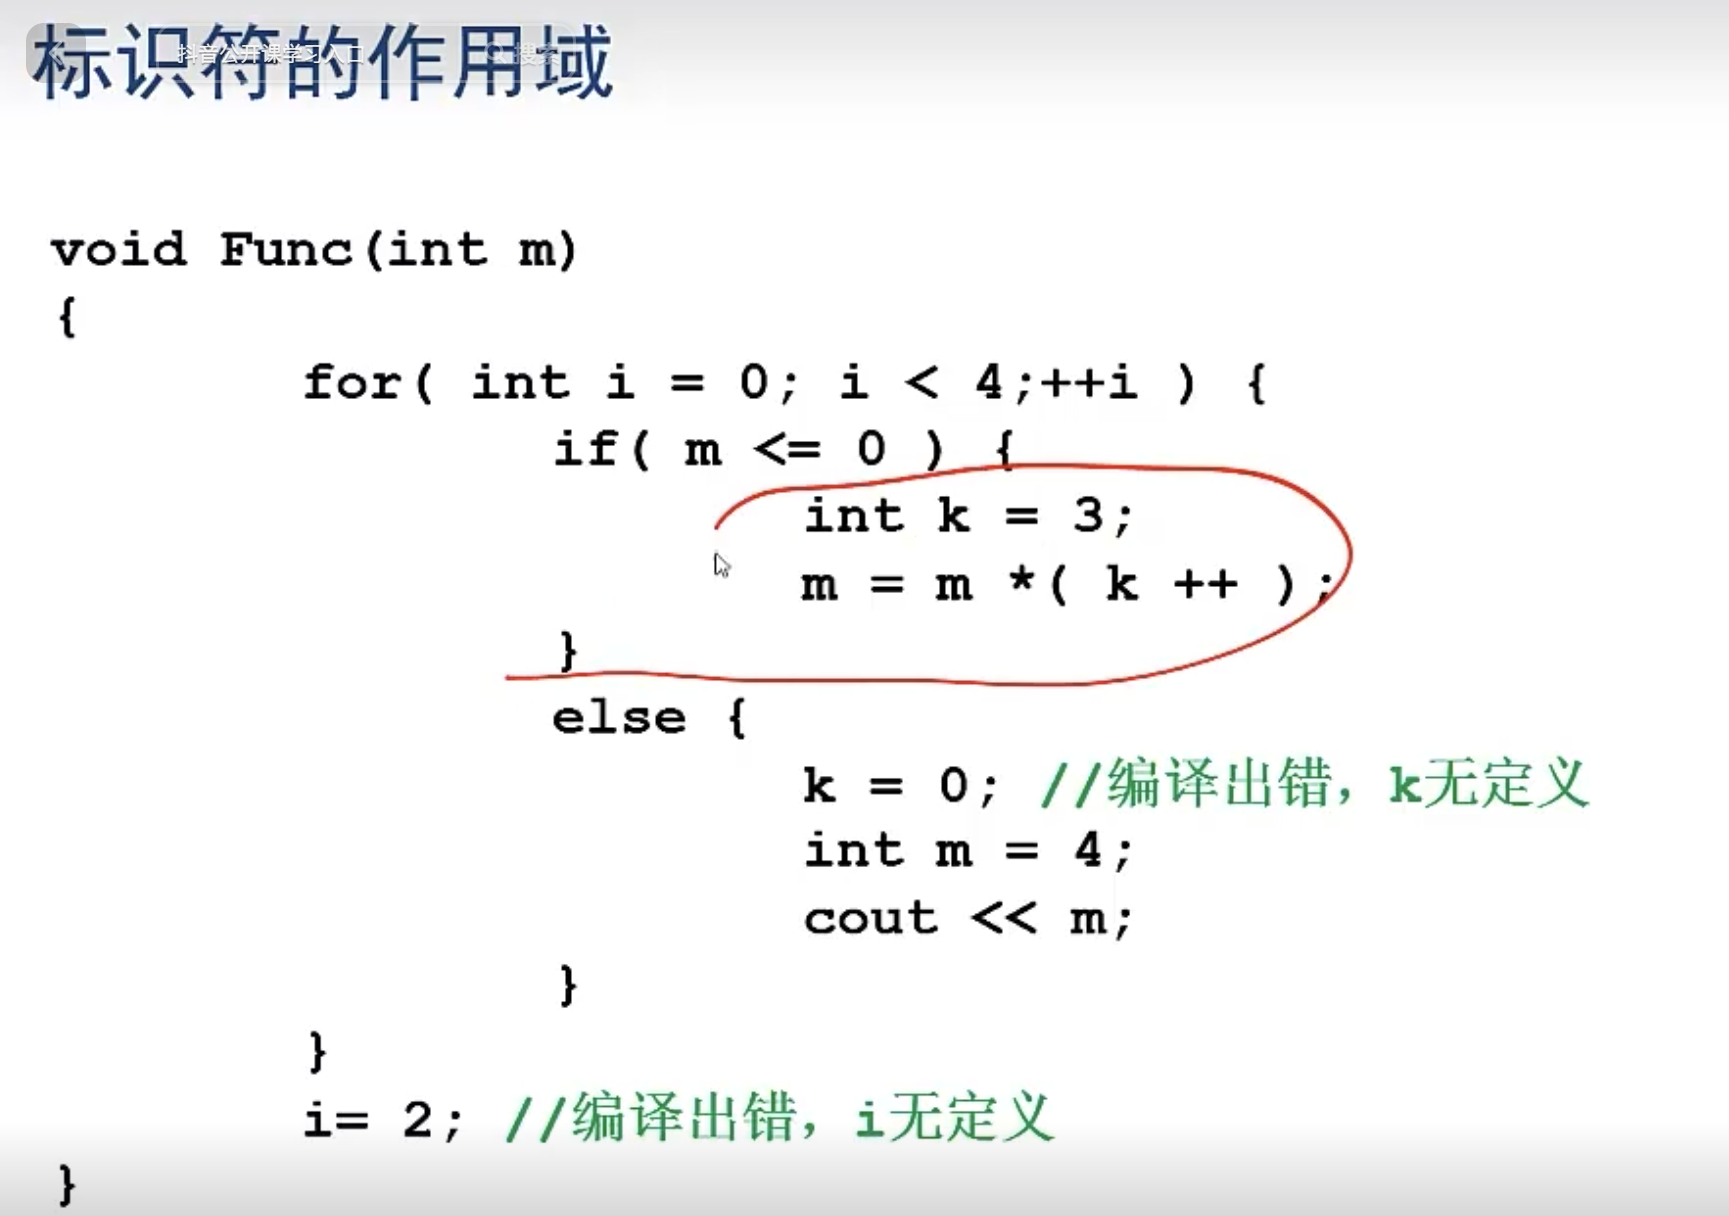 标识符的作用域
抖音公开课学习入口 搜索
void Func(int m)
{
for( int i = 0; i < 4;++i ) {
if( m <= 0 ) {
int k = 3;
m = m *( k ++ );
}
else {
k = 0; //编译出错，k无定义
int m = 4;
cout << m;
}
}
i= 2; //编译出错，i无定义
}